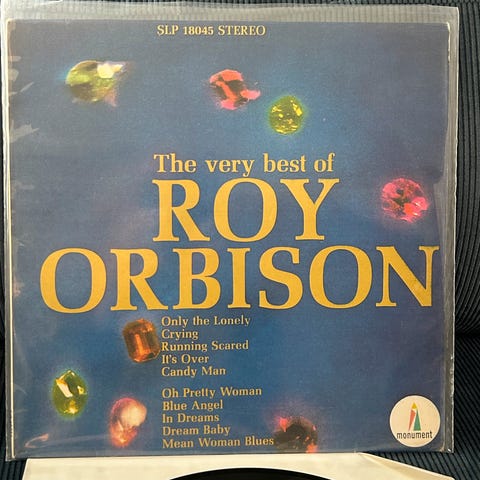 SLP 18045 STEREO
The very best of
ROY
ORBISON
Only the Lonely
Crying
Running Scared
It's Over
Candy Man
Oh Pretty Woman
Blue Angel
In Dreams
Dream Baby
Mean Woman Blues
monument